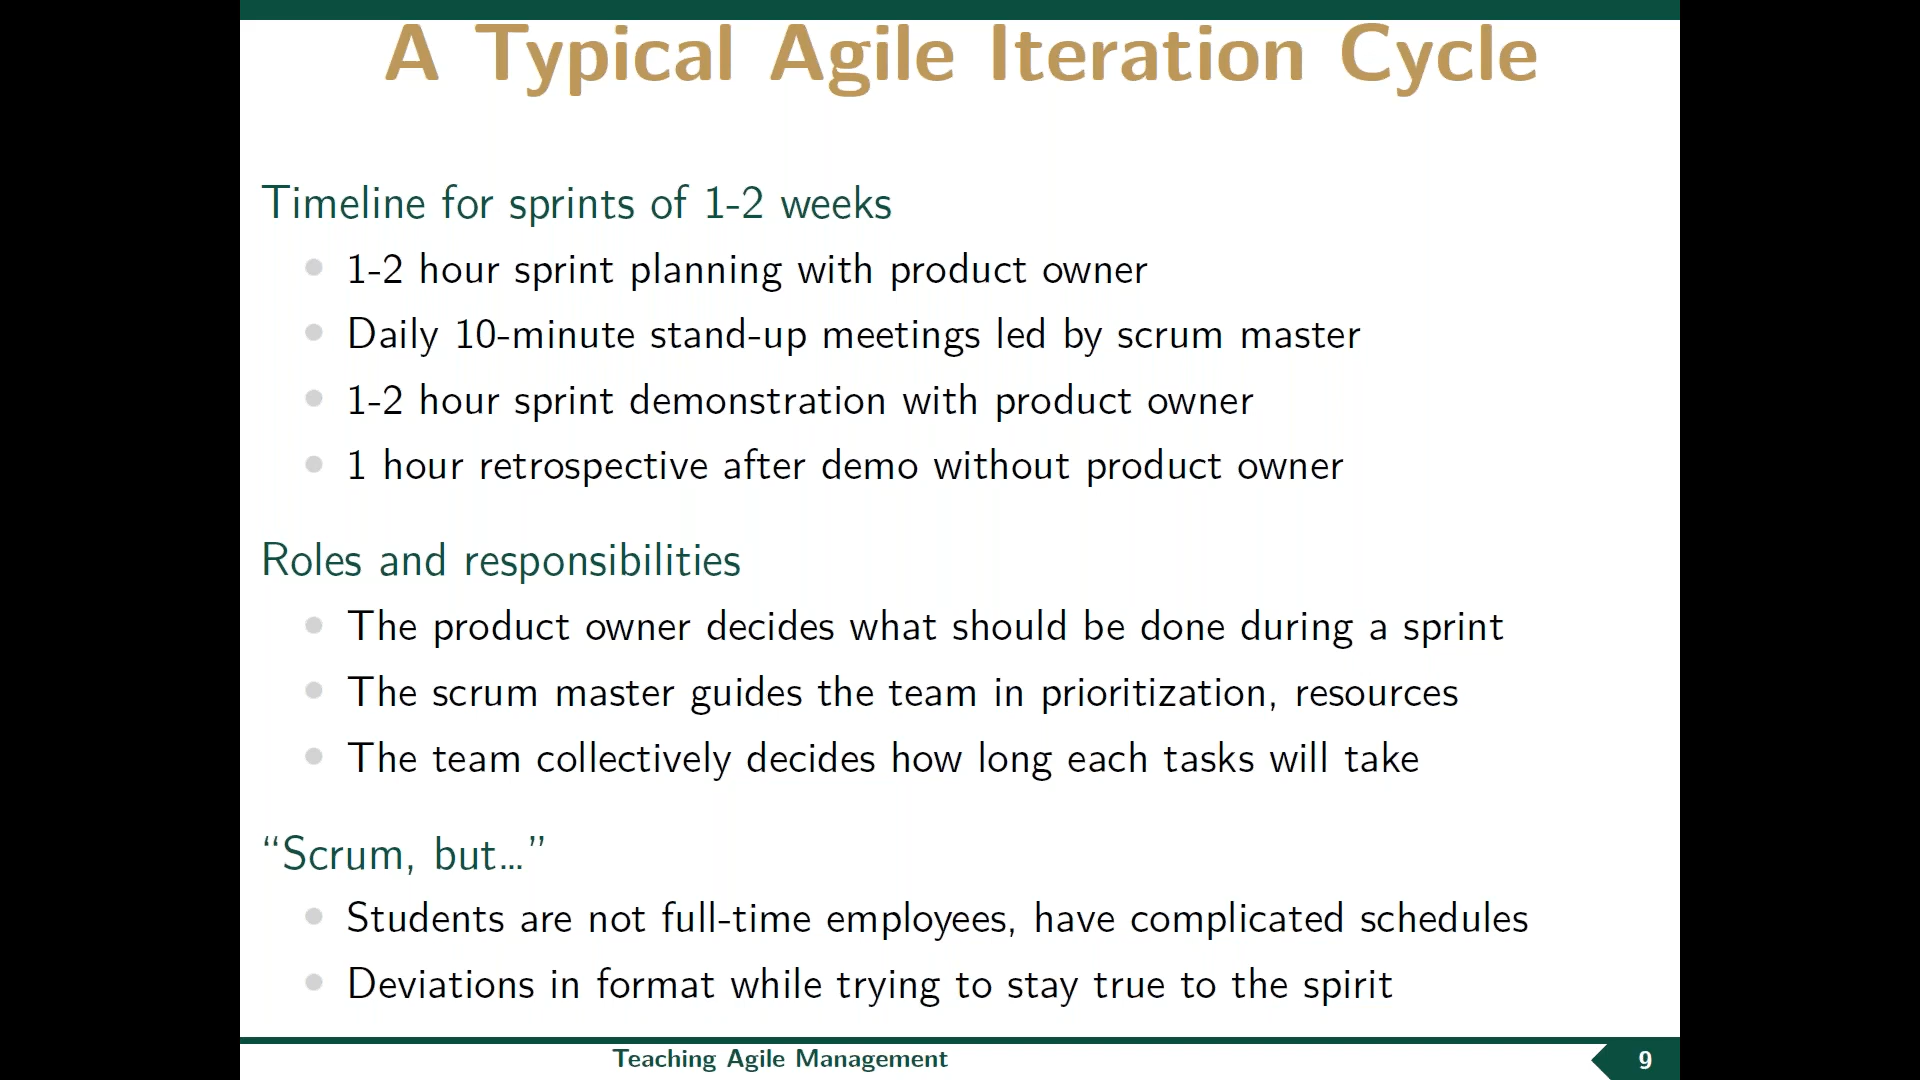 A Typical Agile Iteration Cycle
Timeline for sprints of 1-2 weeks
1-2 hour sprint planning with product owner
Daily 10-minute stand-up meetings led by scrum master
1-2 hour sprint demonstration with product owner
1 hour retrospective after demo without product owner
Roles and responsibilities
The product owner decides what should be done during a sprint
The scrum master guides the team in prioritization, resources
The team collectively decides how long each tasks will take
“Scrum, but…”
Students are not full-time employees, have complicated schedules
Deviations in format while trying to stay true to the spirit
Teaching Agile Management
9